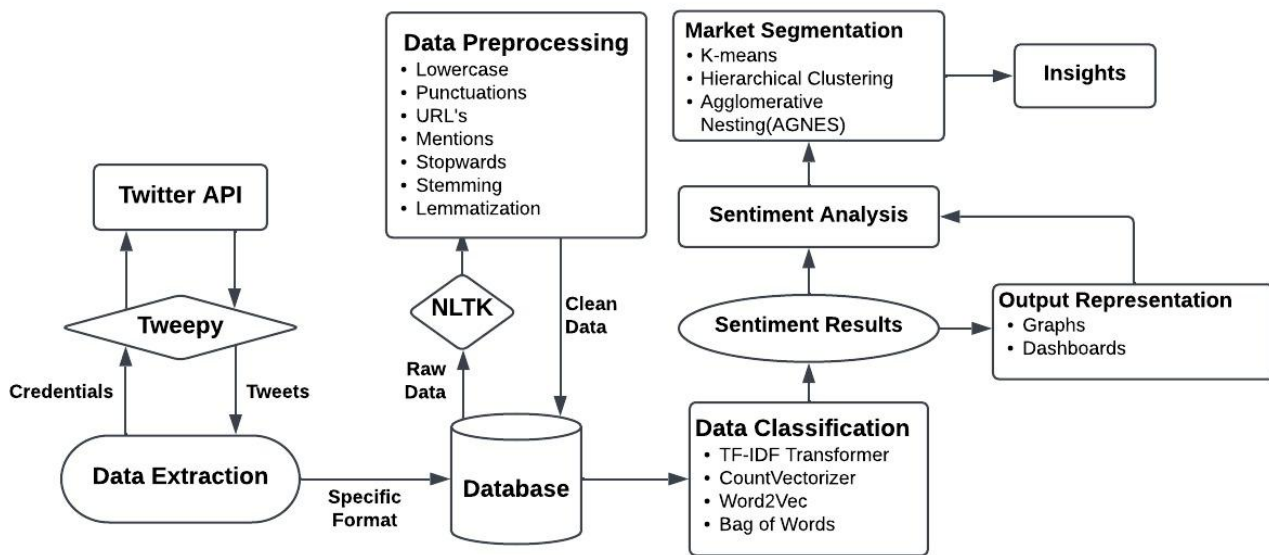 Twitter API
Tweepy
Credentials
Tweets
Data Extraction
Specific
Format
Data Preprocessing
• Lowercase
• Punctuations
• URL's
• Mentions
• Stopwards
• Stemming
• Lemmatization
NLTK
Raw
Data
Clean
Data
Database
Market Segmentation
• K-means
• Hierarchical Clustering
• Agglomerative
Nesting(AGNES)
Insights
Sentiment Analysis
Sentiment Results
Output Representation
• Graphs
• Dashboards
Data Classification
• TF-IDF Transformer
• CountVectorizer
• Word2Vec
• Bag of Words